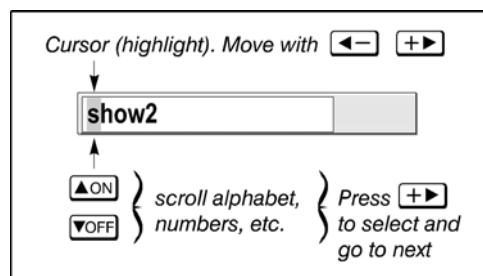 Cursor (highlight). Move with ◄− +►
show2
▲ON scroll alphabet, Press +►
▼OFF numbers, etc. to select and
go to next